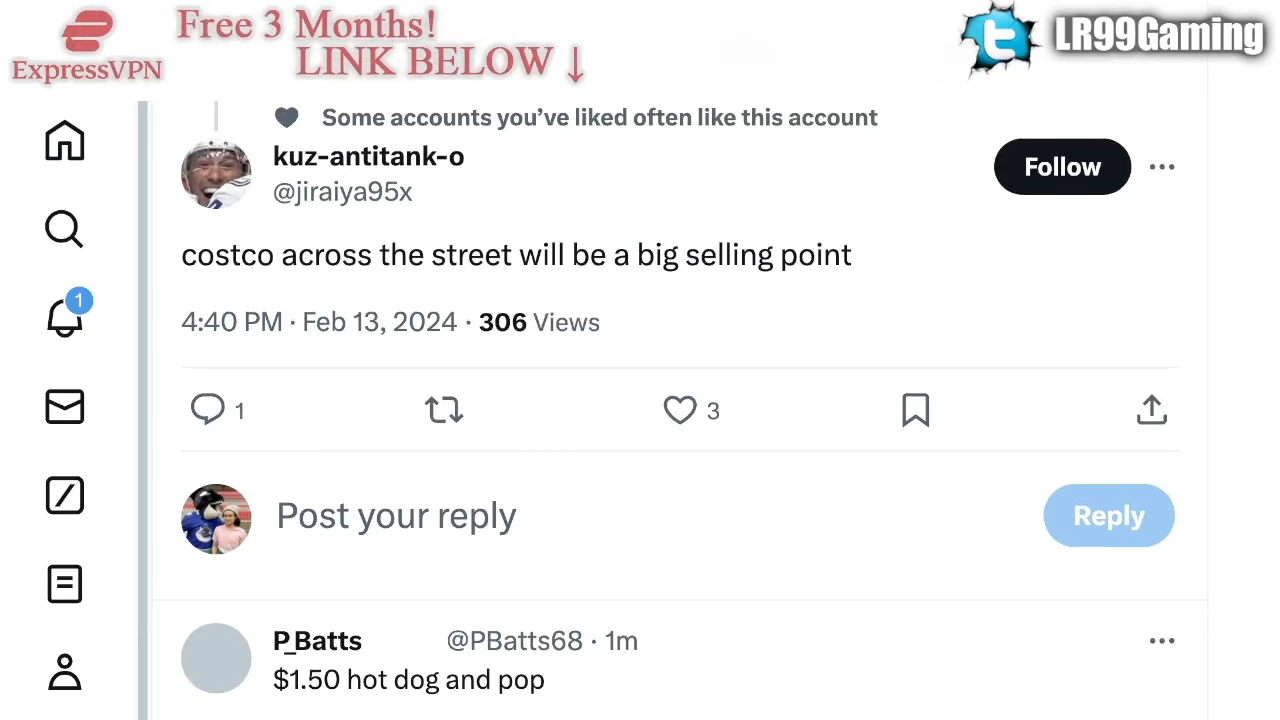 Free 3 Months!
LINK BELOW ↓
ExpressVPN
LR99Gaming
Some accounts you’ve liked often like this account
kuz-antitank-o
@jiraiya95x
Follow
costco across the street will be a big selling point
4:40 PM · Feb 13, 2024 · 306 Views
1
1
3
Post your reply
Reply
P_Batts @PBatts68 · 1m
$1.50 hot dog and pop